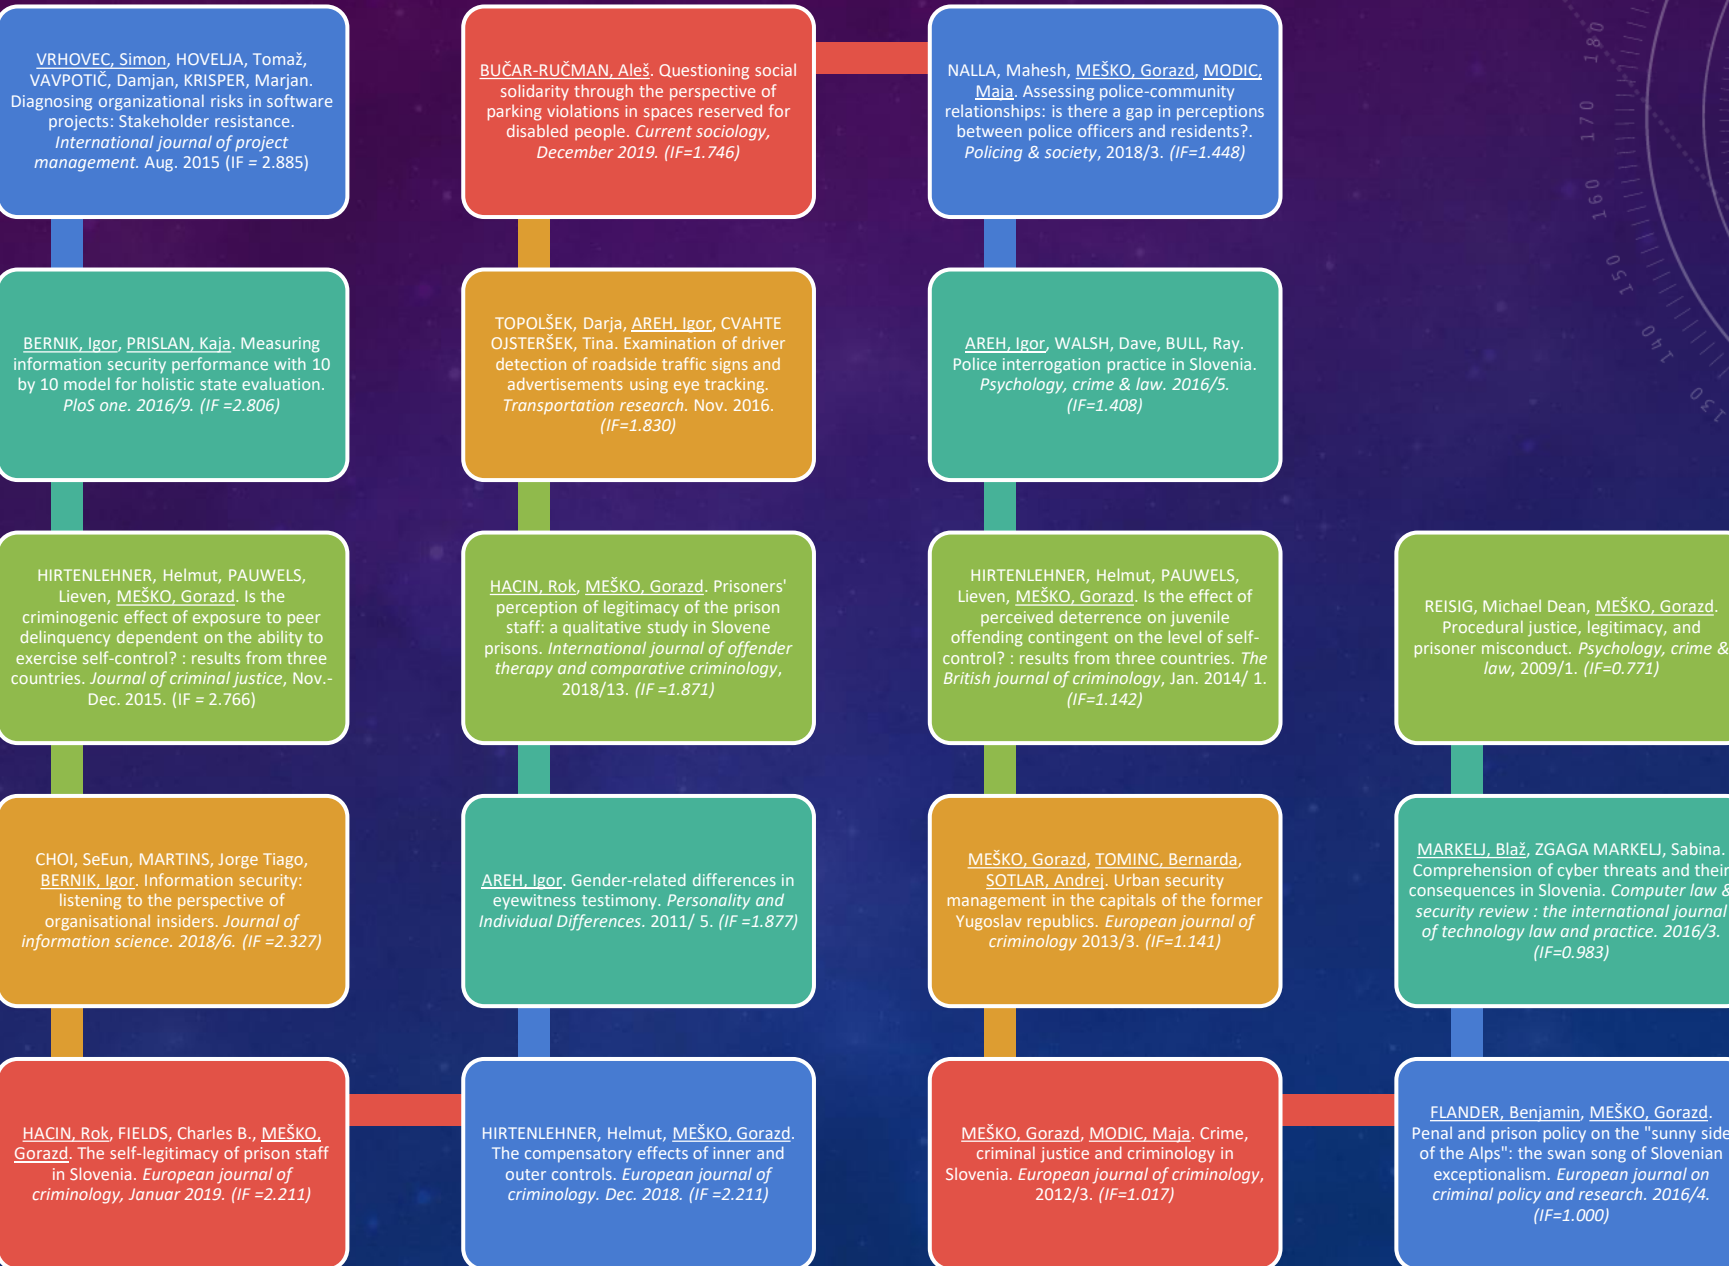 VRHOVEC, Simon, HOVELJA, Tomaž,
VAVPOTIČ, Damjan, KRISPER, Marjan.
Diagnosing organizational risks in software
projects: Stakeholder resistance.
International journal of project
management. Aug. 2015 (IF = 2.885)
BERNIK, Igor, PRISLAN, Kaja. Measuring
information security performance with 10
by 10 model for holistic state evaluation.
PloS one. 2016/9. (IF =2.806)
HIRTENLEHNER, Helmut, PAUWELS,
Lieven, MEŠKO, Gorazd. Is the
criminogenic effect of exposure to peer
delinquency dependent on the ability to
exercise self-control? : results from three
countries. Journal of criminal justice, Nov.-
Dec. 2015. (IF = 2.766)
CHOI, SeEun, MARTINS, Jorge Tiago,
BERNIK, Igor. Information security:
listening to the perspective of
organisational insiders. Journal of
information science. 2018/6. (IF =2.327)
HACIN, Rok, FIELDS, Charles B., MEŠKO,
Gorazd. The self-legitimacy of prison staff
in Slovenia. European journal of
criminology, Januar 2019. (IF =2.211)
HIRTENLEHNER, Helmut, MEŠKO, Gorazd.
The compensatory effects of inner and
outer controls. European journal of
criminology. Dec. 2018. (IF =2.211)
AREH, Igor. Gender-related differences in
eyewitness testimony. Personality and
Individual Differences. 2011/ 5. (IF =1.877)
HACIN, Rok, MEŠKO, Gorazd. Prisoners'
perception of legitimacy of the prison
staff: a qualitative study in Slovene
prisons. International journal of offender
therapy and comparative criminology,
2018/13. (IF =1.871)
TOPOLŠEK, Darja, AREH, Igor, CVAHTE
OJSTERŠEK, Tina. Examination of driver
detection of roadside traffic signs and
advertisements using eye tracking.
Transportation research. Nov. 2016.
(IF=1.830)
BUČAR-RUČMAN, Aleš. Questioning social
solidarity through the perspective of
parking violations in spaces reserved for
disabled people. Current sociology,
December 2019. (IF=1.746)
NALLA, Mahesh, MEŠKO, Gorazd, MODIC,
Maja. Assessing police-community
relationships: is there a gap in perceptions
between police officers and residents?.
Policing & society, 2018/3. (IF=1.448)
AREH, Igor, WALSH, Dave, BULL, Ray.
Police interrogation practice in Slovenia.
Psychology, crime & law. 2016/5.
(IF=1.408)
HIRTENLEHNER, Helmut, PAUWELS,
Lieven, MEŠKO, Gorazd. Is the effect of
perceived deterrence on juvenile
offending contingent on the level of self-
control? : results from three countries. The
British journal of criminology, Jan. 2014/ 1.
(IF=1.142)
MEŠKO, Gorazd, TOMINC, Bernarda,
SOTLAR, Andrej. Urban security
management in the capitals of the former
Yugoslav republics. European journal of
criminology 2013/3. (IF=1.141)
MEŠKO, Gorazd, MODIC, Maja. Crime,
criminal justice and criminology in
Slovenia. European journal of criminology,
2012/3. (IF=1.017)
FLANDER, Benjamin, MEŠKO, Gorazd.
Penal and prison policy on the "sunny side
of the Alps": the swan song of Slovenian
exceptionalism. European journal on
criminal policy and research. 2016/4.
(IF=1.000)
MARKELJ, Blaž, ZGAGA MARKELJ, Sabina.
Comprehension of cyber threats and their
consequences in Slovenia. Computer law &
security review : the international journal
of technology law and practice. 2016/3.
(IF=0.983)
REISIG, Michael Dean, MEŠKO, Gorazd.
Procedural justice, legitimacy, and
prisoner misconduct. Psychology, crime &
law, 2009/1. (IF=0.771)
180
170
160
150
140
130